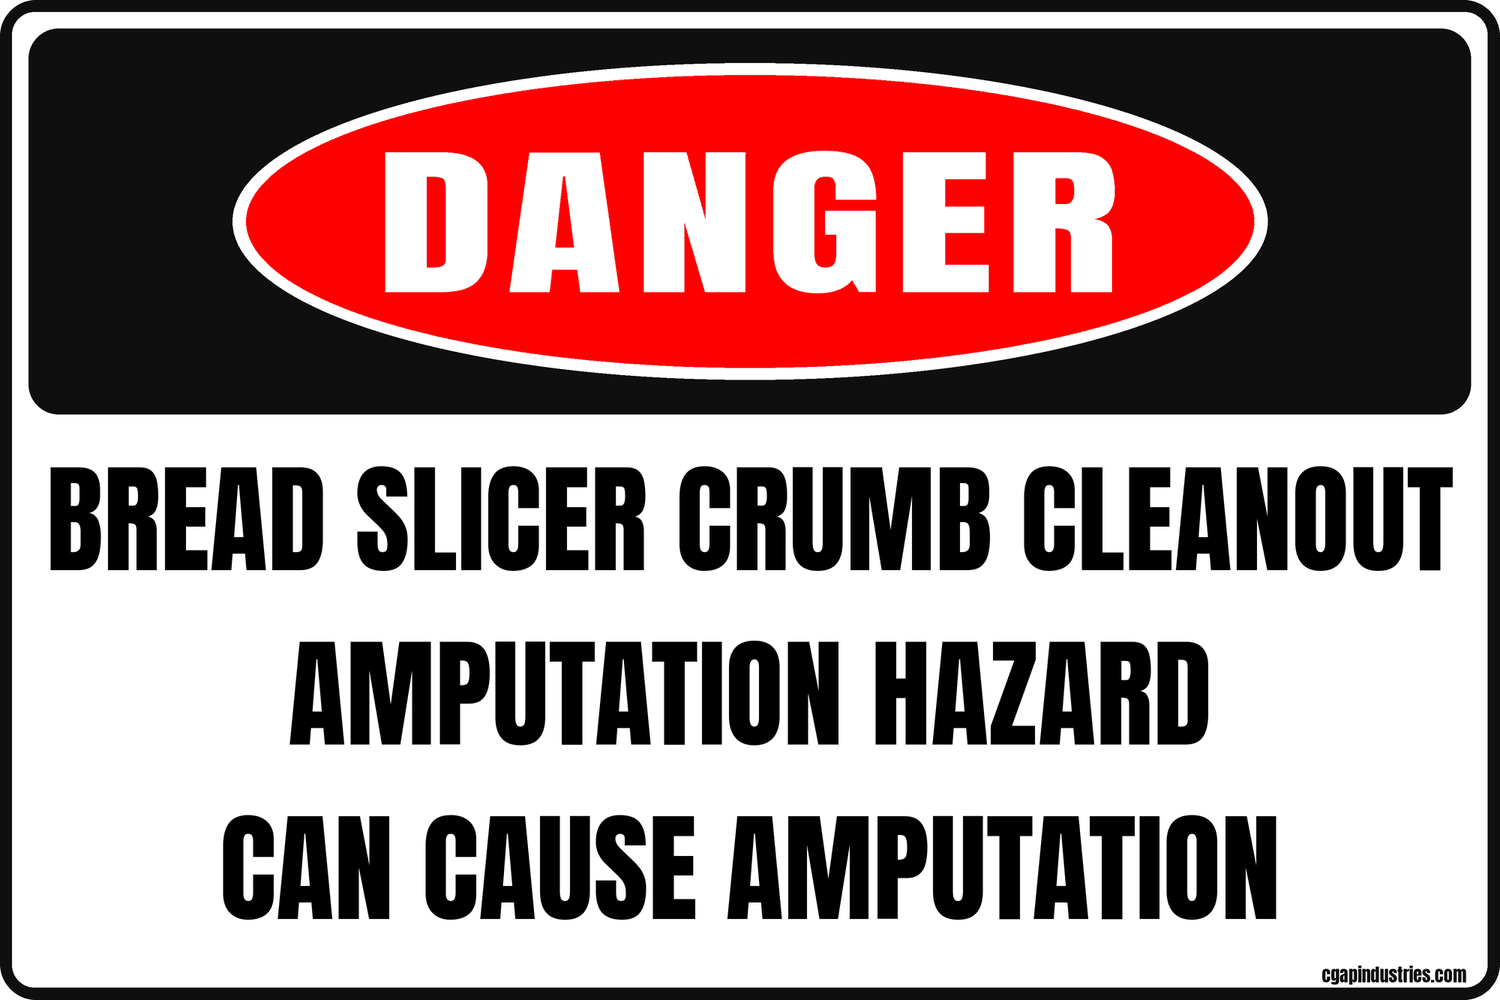 DANGER
BREAD SLICER CRUMB CLEANOUT
AMPUTATION HAZARD
CAN CAUSE AMPUTATION
cgapindustries.com